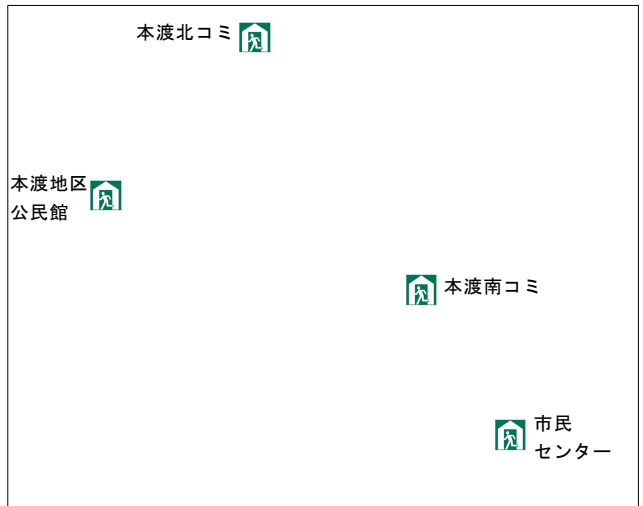 本渡北コミ
本渡地区
公民館
本渡南コミ
市民
センター